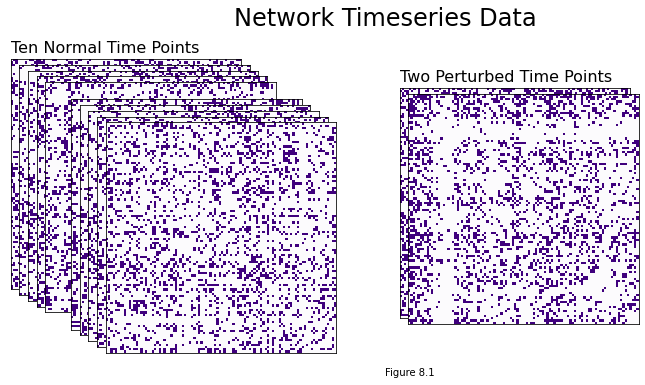 Network Timeseries Data
Ten Normal Time Points
Two Perturbed Time Points
Figure 8.1